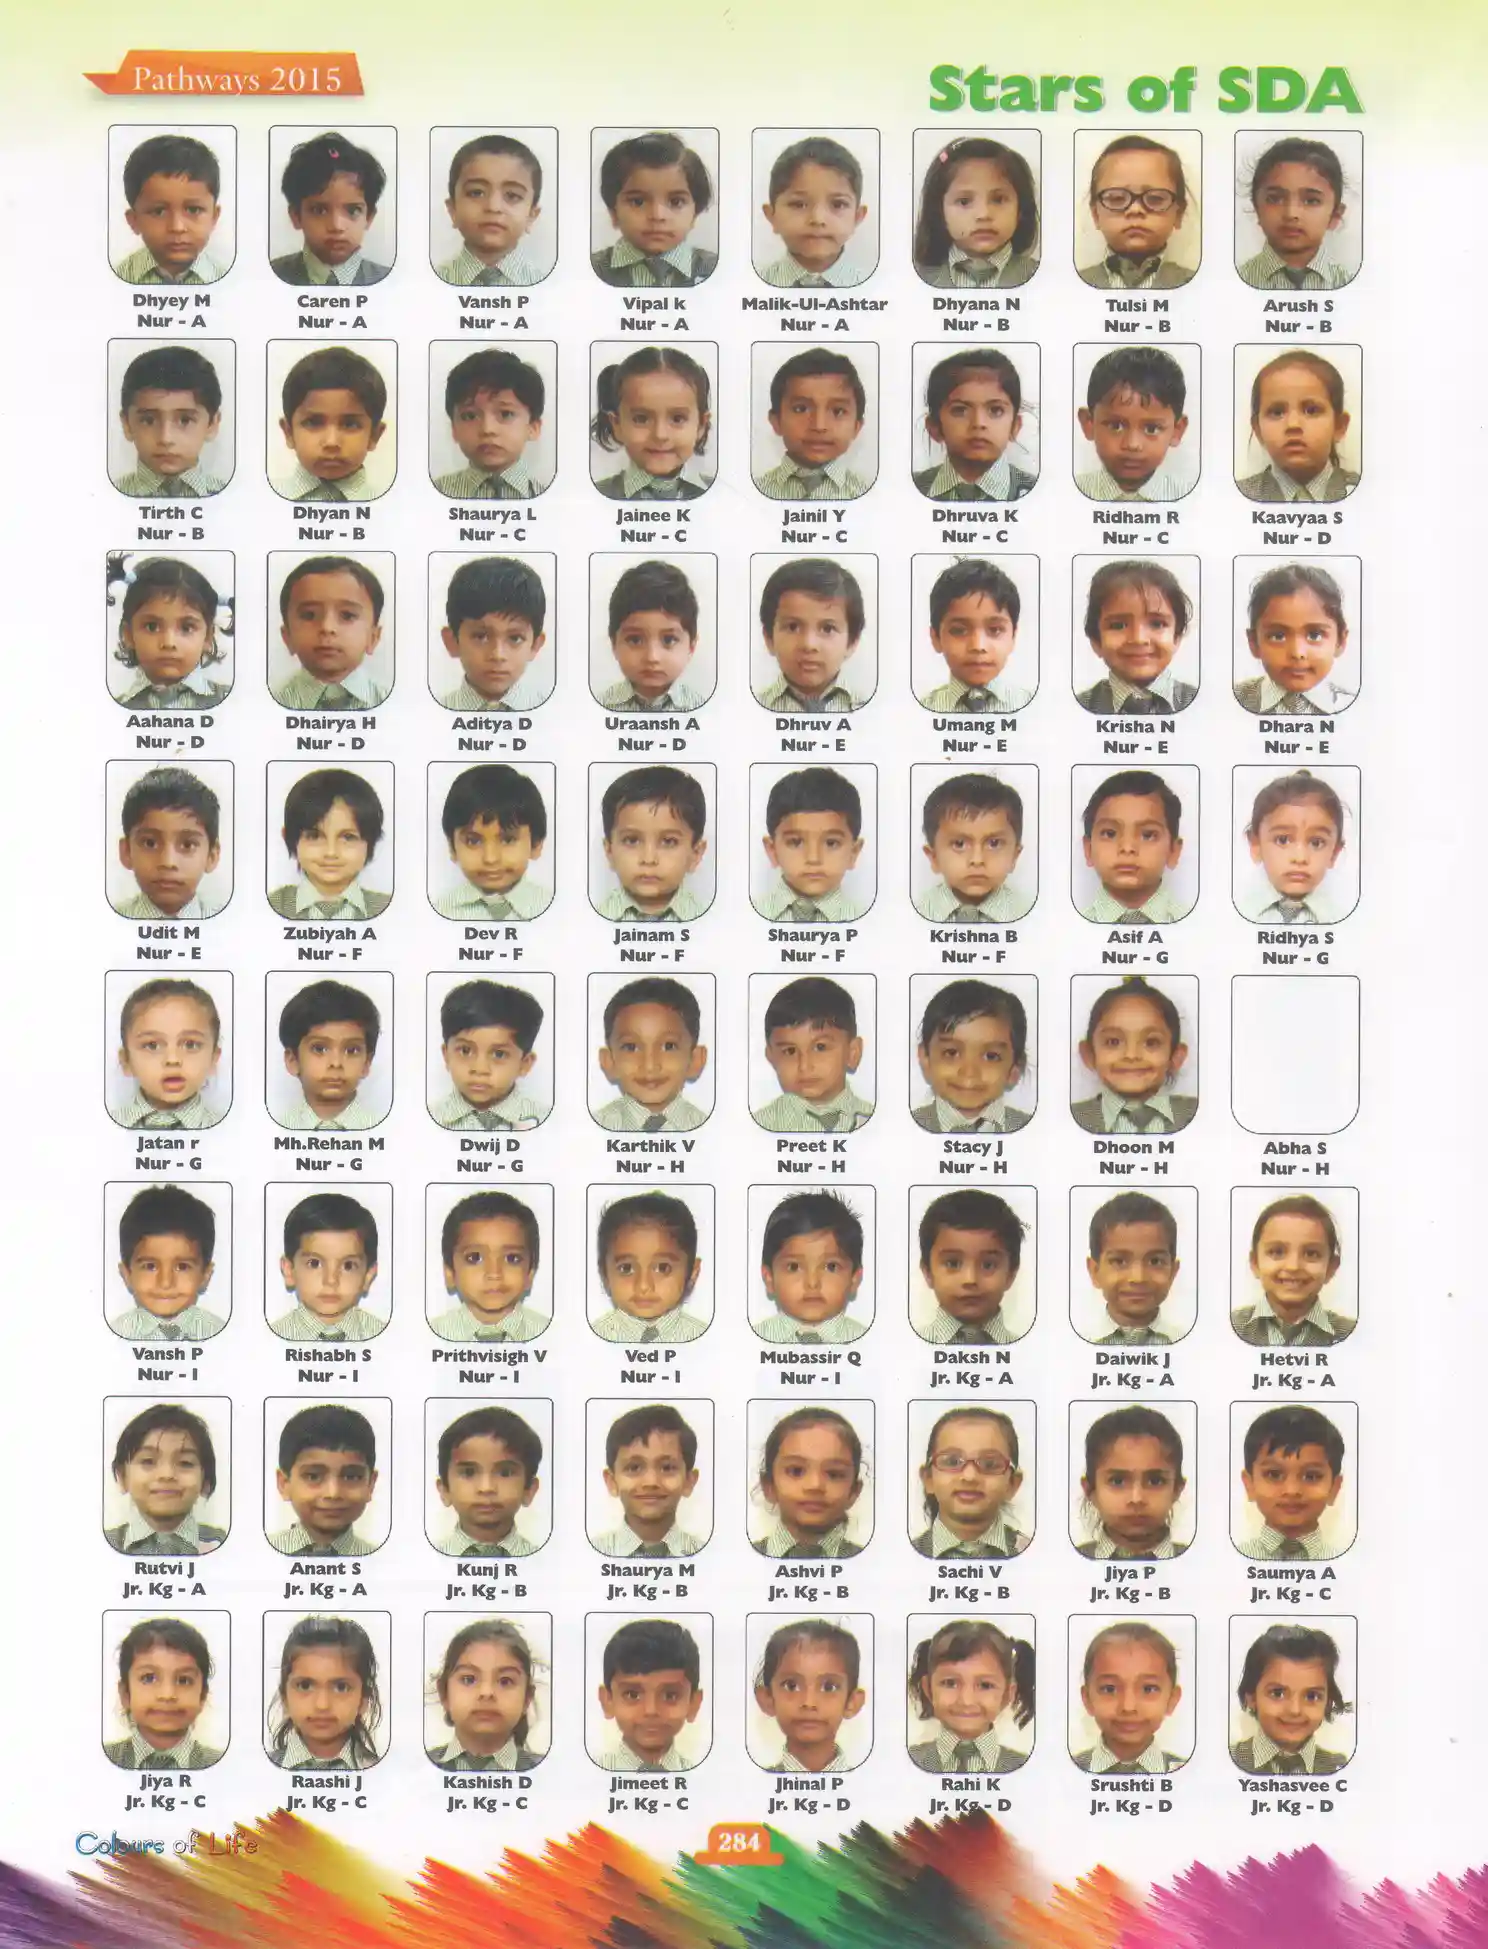 Pathways 2015
Stars of SDA
Dhyey M Caren P Vansh P Vipal k Malik-Ul-Ashtar Dhyana N Tulsi M Arush S
Nur - A Nur - A Nur - A Nur - A Nur - A Nur - B Nur - B Nur - B
Tirth C Dhyan N Shaurya L Jainee K Jainil Y Dhruva K Ridham R Kaavyaa S
Nur - B Nur - B Nur - C Nur - C Nur - C Nur - C Nur - C Nur - D
Aahana D Dhairya H Aditya D Uraansh A Dhruv A Umang M Krisha N Dhara N
Nur - D Nur - D Nur - D Nur - D Nur - E Nur - E Nur - E Nur - E
Udit M Zubiyah A Dev R Jainam S Shaurya P Krishna B Asif A Ridhya S
Nur - E Nur - F Nur - F Nur - F Nur - F Nur - F Nur - G Nur - G
Jatan r Mh.Rehan M Dwij D Karthik V Preet K Stacy J Dhoon M Abha S
Nur - G Nur - G Nur - G Nur - H Nur - H Nur - H Nur - H Nur - H
Vansh P Rishabh S Prithvisigh V Ved P Mubassir Q Daksh N Daiwik J Hetvi R
Nur - I Nur - I Nur - I Nur - I Nur - I Jr. Kg - A Jr. Kg - A Jr. Kg - A
Rutvi J Anant S Kunj R Shaurya M Ashvi P Sachi V Jiya P Saumya A
Jr. Kg - A Jr. Kg - A Jr. Kg - B Jr. Kg - B Jr. Kg - B Jr. Kg - B Jr. Kg - B Jr. Kg - C
Jiya R Raashi J Kashish D Jimeet R Jhinal P Rahi K Srushti B Yashasvee C
Jr. Kg - C Jr. Kg - C Jr. Kg - C Jr. Kg - C Jr. Kg - D Jr. Kg - D Jr. Kg - D Jr. Kg - D
Colours of Life
284